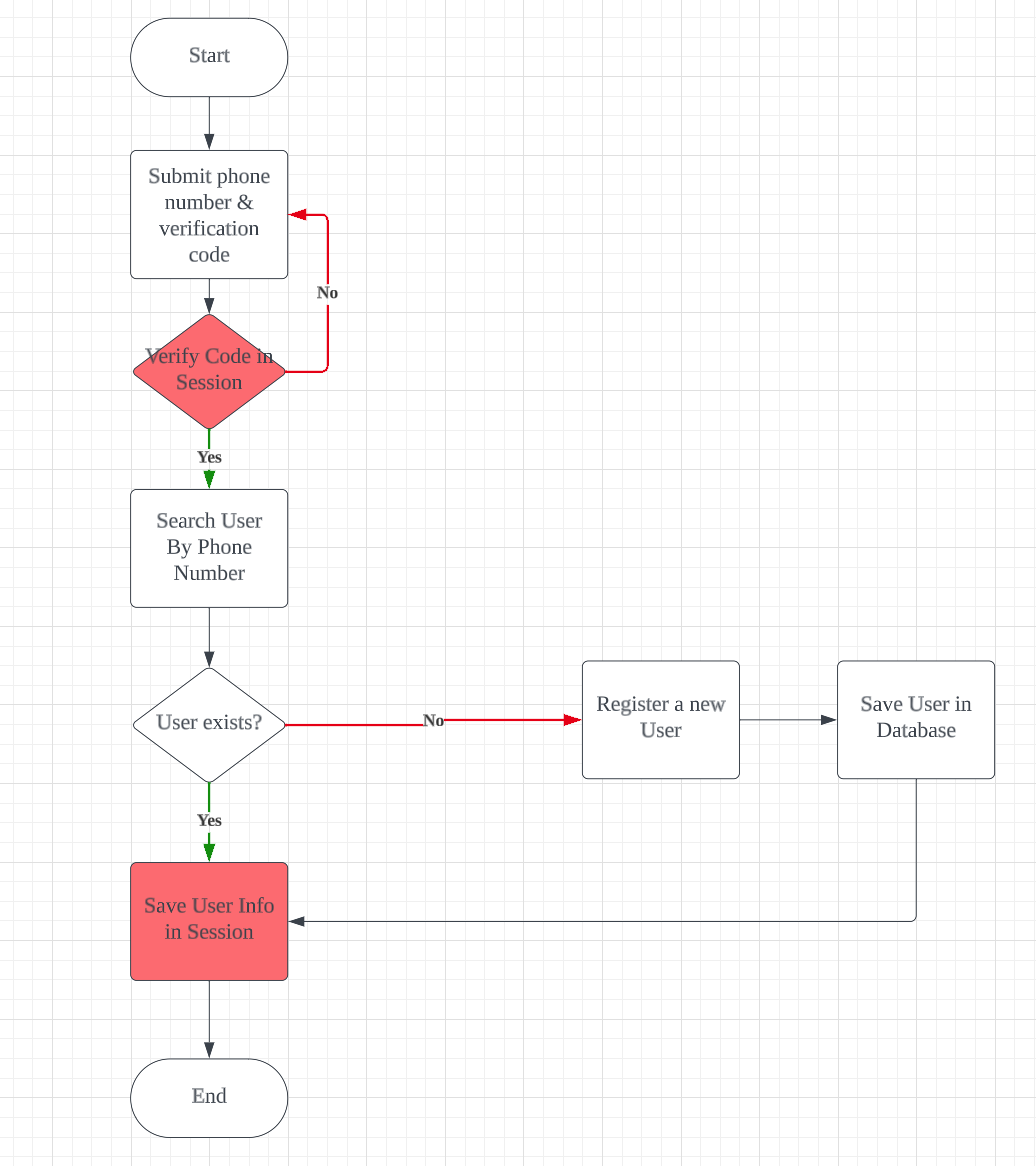 Start
Submit phone
number &
verification
code
No
Verify Code in
Session
Yes
Search User
By Phone
Number
User exists?
No
Register a new
User
Save User in
Database
Yes
Save User Info
in Session
End